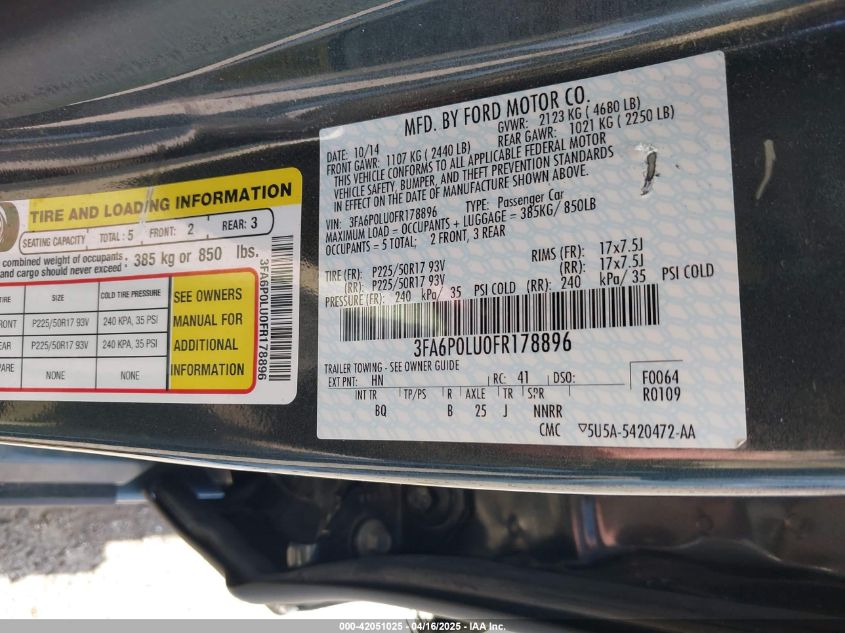 TIRE AND LOADING INFORMATION
SEATING CAPACITY TOTAL : 5 FRONT: 2 REAR: 3
combined weight of occupants and cargo should never exceed : 385 kg or 850 lbs.
TIRE SIZE COLD TIRE PRESSURE
FRONT P225/50R17 93V 240 KPA, 35 PSI
REAR P225/50R17 93V 240 KPA, 35 PSI
SPARE NONE NONE
SEE OWNERS
MANUAL FOR
ADDITIONAL
INFORMATION
3FA6P0LU0FR178896
MFD. BY FORD MOTOR CO.
10/14 GVWR: 2123 KG ( 4680 LB)
FRONT GAWR: 1107 KG ( 2440 LB) REAR GAWR: 1021 KG ( 2250 LB)
THIS VEHICLE CONFORMS TO ALL APPLICABLE FEDERAL MOTOR
VEHICLE SAFETY, BUMPER, AND THEFT PREVENTION STANDARDS
IN EFFECT ON THE DATE OF MANUFACTURE SHOWN ABOVE.
VIN: 3FA6P0LU0FR178896 TYPE: Passenger Car
MAXIMUM LOAD = OCCUPANTS + LUGGAGE = 385KG/ 850LB
OCCUPANTS = 5 TOTAL; 2 FRONT, 3 REAR
TIRE (FR): P225/50R17 93V RIMS (FR): 17x7.5J
(RR): P225/50R17 93V (RR): 17x7.5J
PRESSURE (FR): 240 kPa/ 35 PSI COLD (RR): 240 kPa/ 35 PSI COLD
3FA6P0LU0FR178896
TRAILER TOWING - SEE OWNER GUIDE
EXT PNT: HN RC: 41 DSO: F0064
R0109
INT TR TP/PS R AXLE TR SPR
BQ B 25 J NNRR
CMC ▽5U5A-5420472-AA
000-42051025 - 04/16/2025 - IAA, Inc.